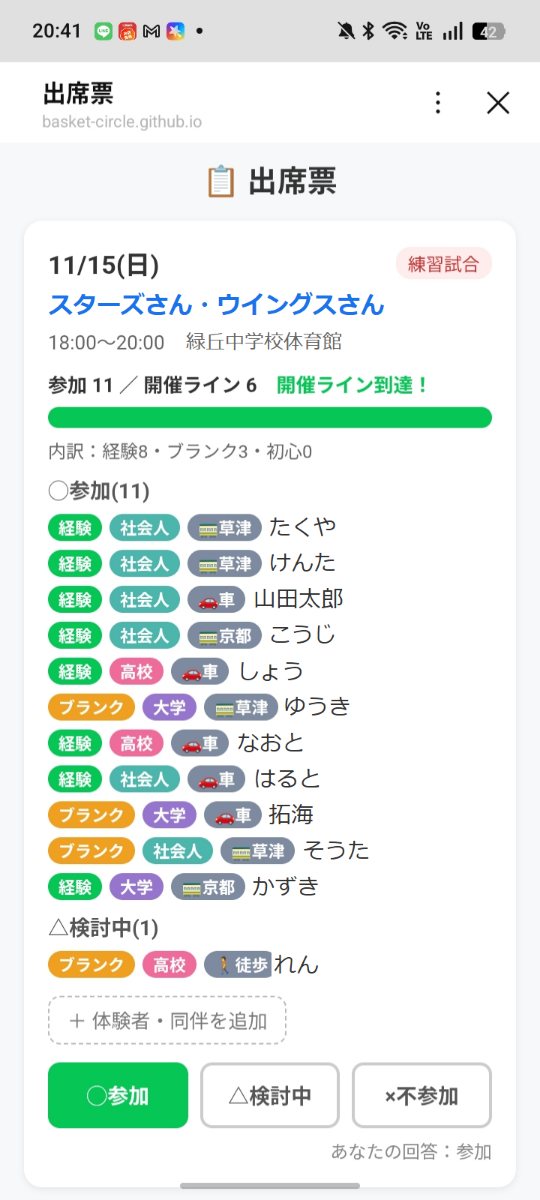 20:41 VoLTE 42
出席票
basket-circle.github.io
📋 出席票
11/15(日) 練習試合
スターズさん・ウイングスさん
18:00〜20:00 緑丘中学校体育館
参加 11 ／ 開催ライン 6 開催ライン到達！
内訳：経験8・ブランク3・初心0
○参加(11)
経験 社会人 🚃草津 たくや
経験 社会人 🚃草津 けんた
経験 社会人 🚗車 山田太郎
経験 社会人 🚃京都 こうじ
経験 高校 🚗車 しょう
ブランク 大学 🚃草津 ゆうき
経験 高校 🚗車 なおと
経験 社会人 🚗車 はると
ブランク 大学 🚗車 拓海
ブランク 社会人 🚃草津 そうた
経験 大学 🚃京都 かずき
△検討中(1)
ブランク 高校 🚶徒歩 れん
＋ 体験者・同伴を追加
○参加 △検討中 ×不参加
あなたの回答：参加